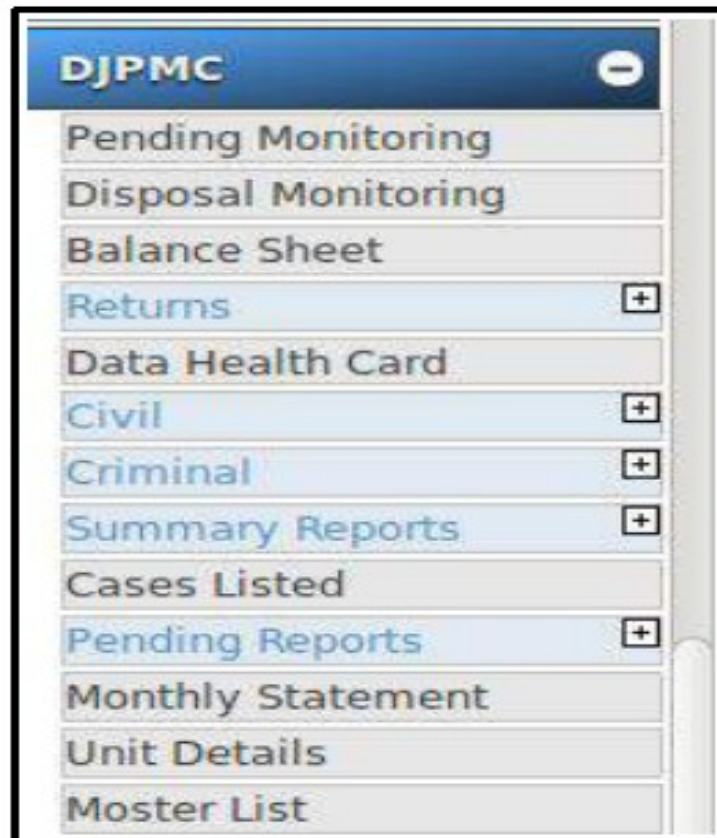 DJPMC
Pending Monitoring
Disposal Monitoring
Balance Sheet
Returns
Data Health Card
Civil
Criminal
Summary Reports
Cases Listed
Pending Reports
Monthly Statement
Unit Details
Moster List